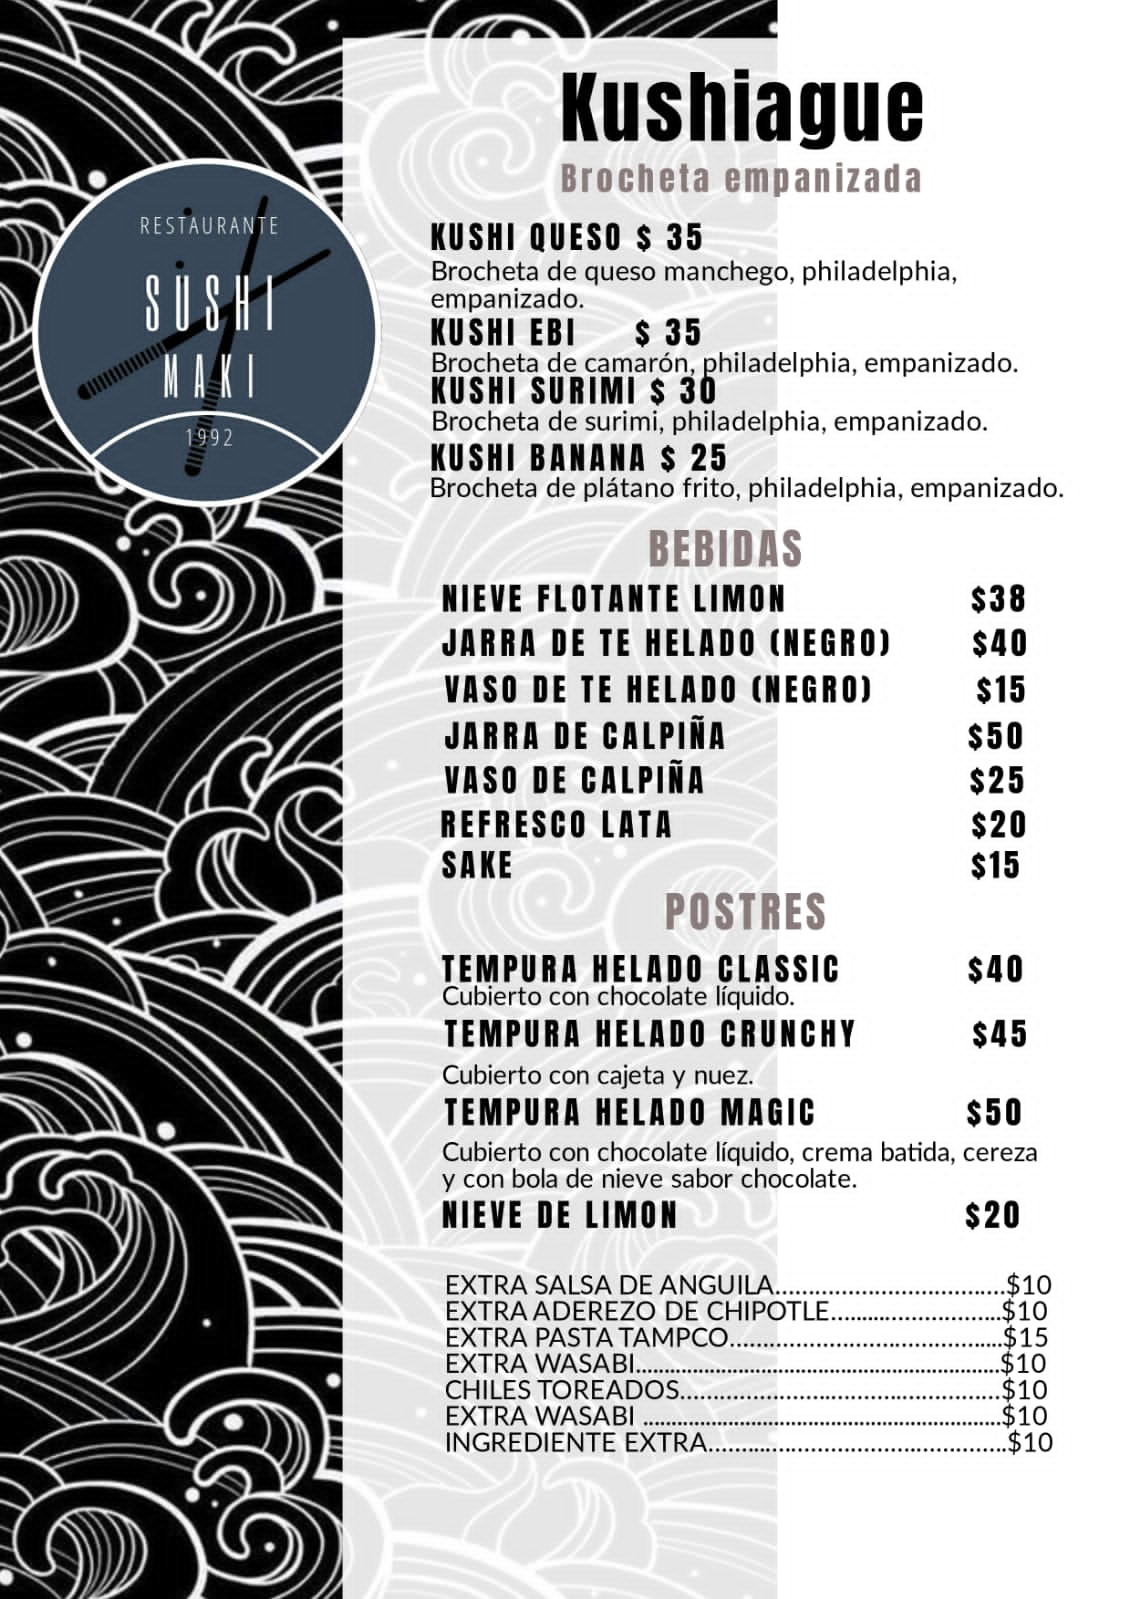 RESTAURANTE
SUSHI
MAKI
1992
Kushiague
Brocheta empanizada
KUSHI QUESO $ 35
Brocheta de queso manchego, philadelphia,
empanizado.
KUSHI EBI $ 35
Brocheta de camarón, philadelphia, empanizado.
KUSHI SURIMI $ 30
Brocheta de surimi, philadelphia, empanizado.
KUSHI BANANA $ 25
Brocheta de plátano frito, philadelphia, empanizado.
BEBIDAS
NIEVE FLOTANTE LIMON $38
JARRA DE TE HELADO (NEGRO) $40
VASO DE TE HELADO (NEGRO) $15
JARRA DE CALPIÑA $50
VASO DE CALPIÑA $25
REFRESCO LATA $20
SAKE $15
POSTRES
TEMPURA HELADO CLASSIC $40
Cubierto con chocolate líquido.
TEMPURA HELADO CRUNCHY $45
Cubierto con cajeta y nuez.
TEMPURA HELADO MAGIC $50
Cubierto con chocolate líquido, crema batida, cereza
y con bola de nieve sabor chocolate.
NIEVE DE LIMON $20
EXTRA SALSA DE ANGUILA....................................$10
EXTRA ADEREZO DE CHIPOTLE...........................$10
EXTRA PASTA TAMPCO...........................................$15
EXTRA WASABI.........................................................$10
CHILES TOREADOS..................................................$10
EXTRA WASABI ........................................................$10
INGREDIENTE EXTRA...............................................$10